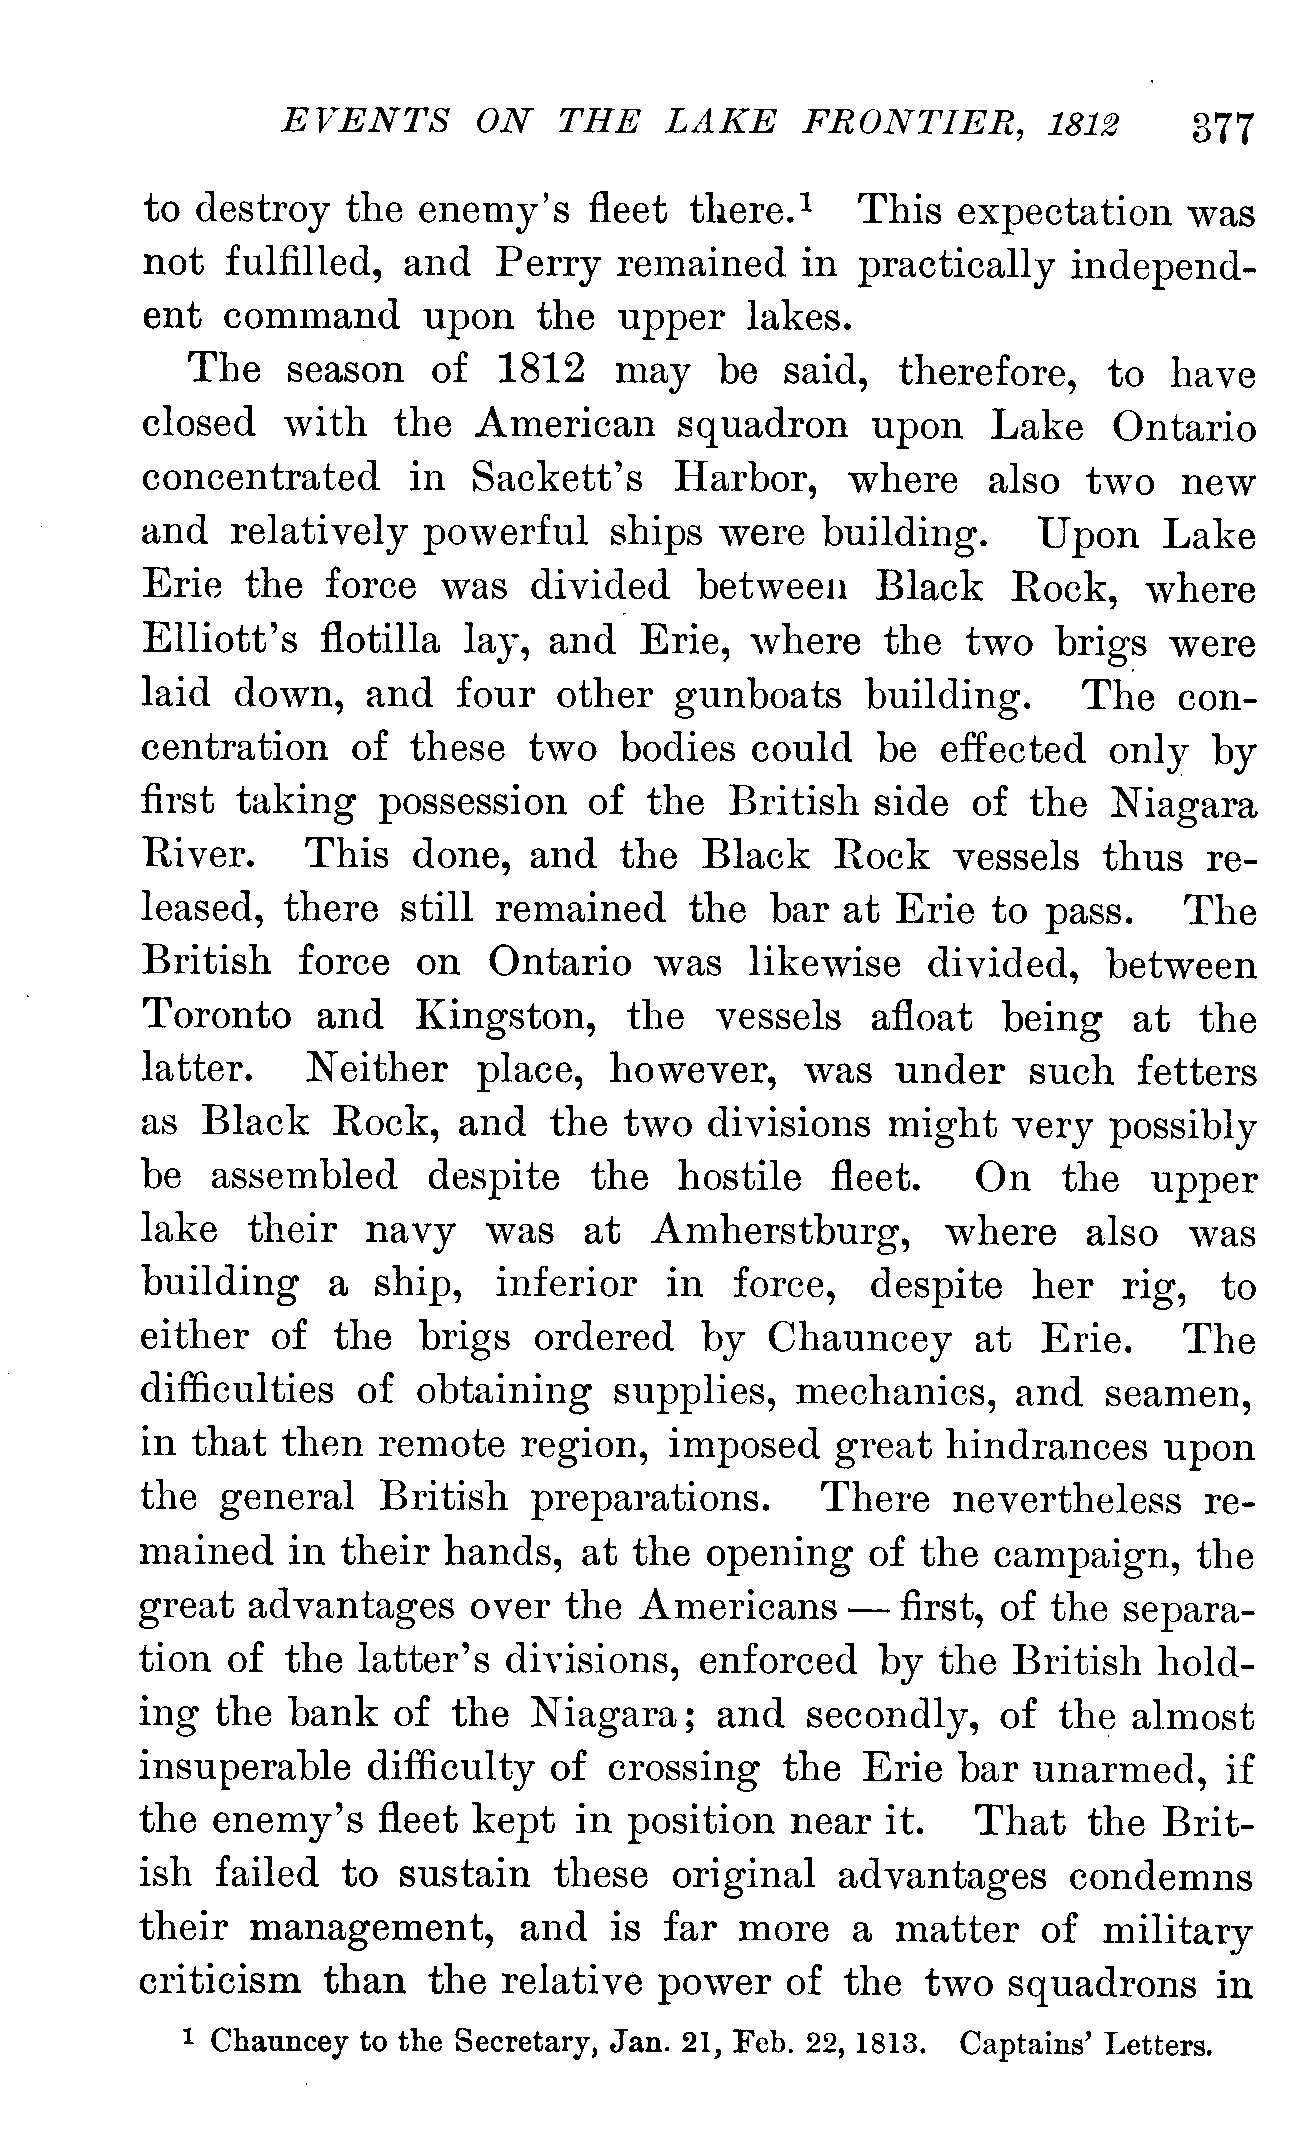 EVENTS ON THE LAKE FRONTIER, 1812 377
to destroy the enemy's fleet there.¹ This expectation was
not fulfilled, and Perry remained in practically independ-
ent command upon the upper lakes.
The season of 1812 may be said, therefore, to have
closed with the American squadron upon Lake Ontario
concentrated in Sackett's Harbor, where also two new
and relatively powerful ships were building. Upon Lake
Erie the force was divided between Black Rock, where
Elliott's flotilla lay, and Erie, where the two brigs were
laid down, and four other gunboats building. The con-
centration of these two bodies could be effected only by
first taking possession of the British side of the Niagara
River. This done, and the Black Rock vessels thus re-
leased, there still remained the bar at Erie to pass. The
British force on Ontario was likewise divided, between
Toronto and Kingston, the vessels afloat being at the
latter. Neither place, however, was under such fetters
as Black Rock, and the two divisions might very possibly
be assembled despite the hostile fleet. On the upper
lake their navy was at Amherstburg, where also was
building a ship, inferior in force, despite her rig, to
either of the brigs ordered by Chauncey at Erie. The
difficulties of obtaining supplies, mechanics, and seamen,
in that then remote region, imposed great hindrances upon
the general British preparations. There nevertheless re-
mained in their hands, at the opening of the campaign, the
great advantages over the Americans — first, of the separa-
tion of the latter's divisions, enforced by the British hold-
ing the bank of the Niagara; and secondly, of the almost
insuperable difficulty of crossing the Erie bar unarmed, if
the enemy's fleet kept in position near it. That the Brit-
ish failed to sustain these original advantages condemns
their management, and is far more a matter of military
criticism than the relative power of the two squadrons in
¹ Chauncey to the Secretary, Jan. 21, Feb. 22, 1813. Captains' Letters.